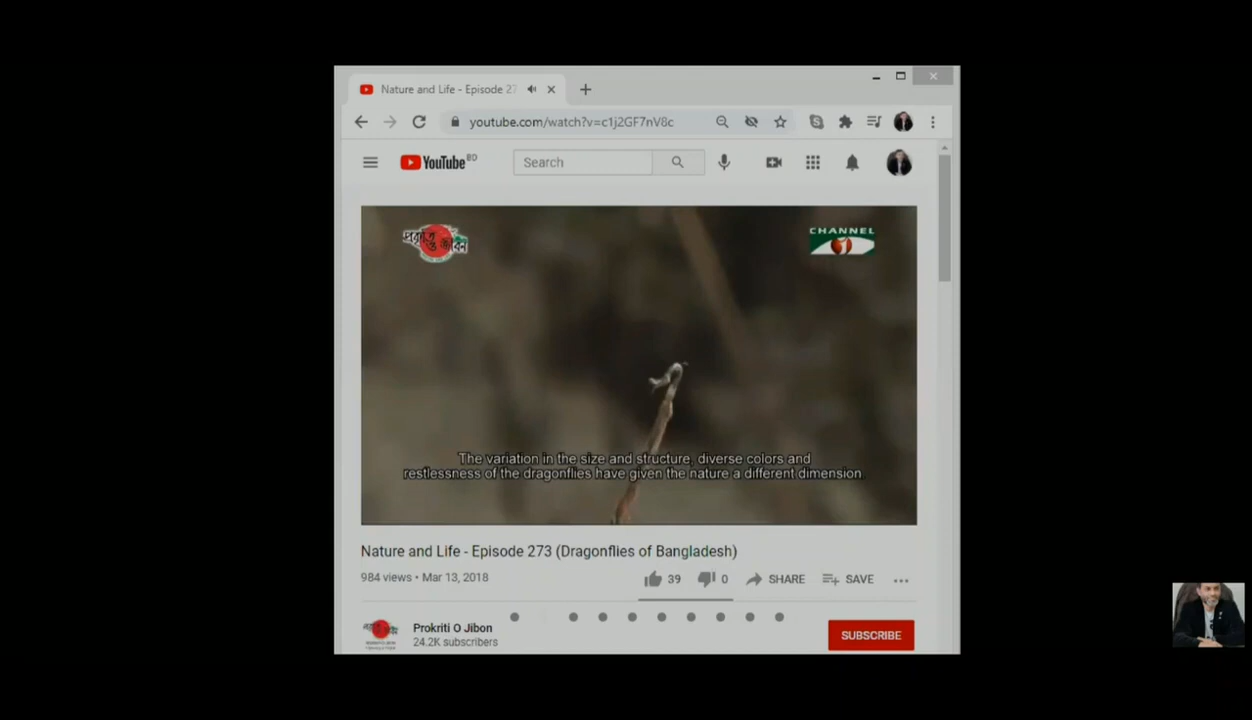 Nature and Life - Episode 27
youtube.com/watch?v=c1j2GF7nV8c
YouTube BD
Search
প্রকৃতি ও জীবন
CHANNEL
The variation in the size and structure, diverse colors and
restlessness of the dragonflies have given the nature a different dimension
Nature and Life - Episode 273 (Dragonflies of Bangladesh)
984 views • Mar 13, 2018
39
0
SHARE
SAVE
Prokriti O Jibon
24.2K subscribers
SUBSCRIBE